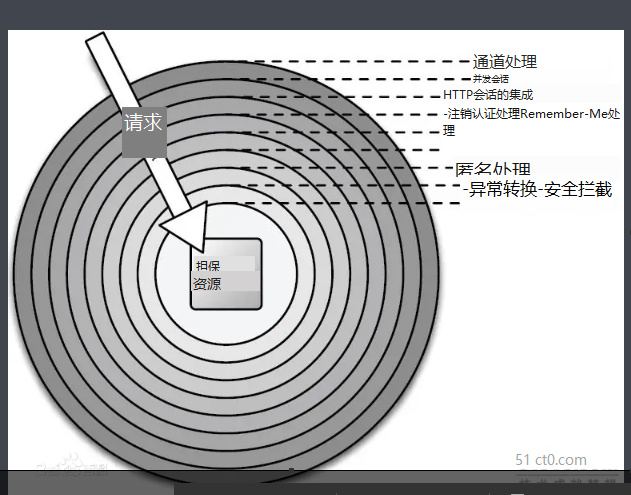 通道处理
并发会话
HTTP会话的集成
-注销认证处理Remember-Me处
理
请求
匿名处理
-异常转换-安全拦截
担保
资源
51 ct0.com